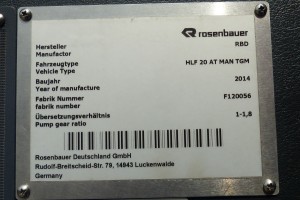 rosenbauer
Hersteller
Manufactor
RBD
Fahrzeugtype
Vehicle Type
HLF 20 AT MAN TGM
Baujahr
Year of manufacture
2014
Fabrik Nummer
fabrik number
F120056
Übersetzungsverhältnis
Pump gear ratio
1-1,8
Rosenbauer Deutschland GmbH
Rudolf-Breitscheid-Str. 79, 14943 Luckenwalde
Germany